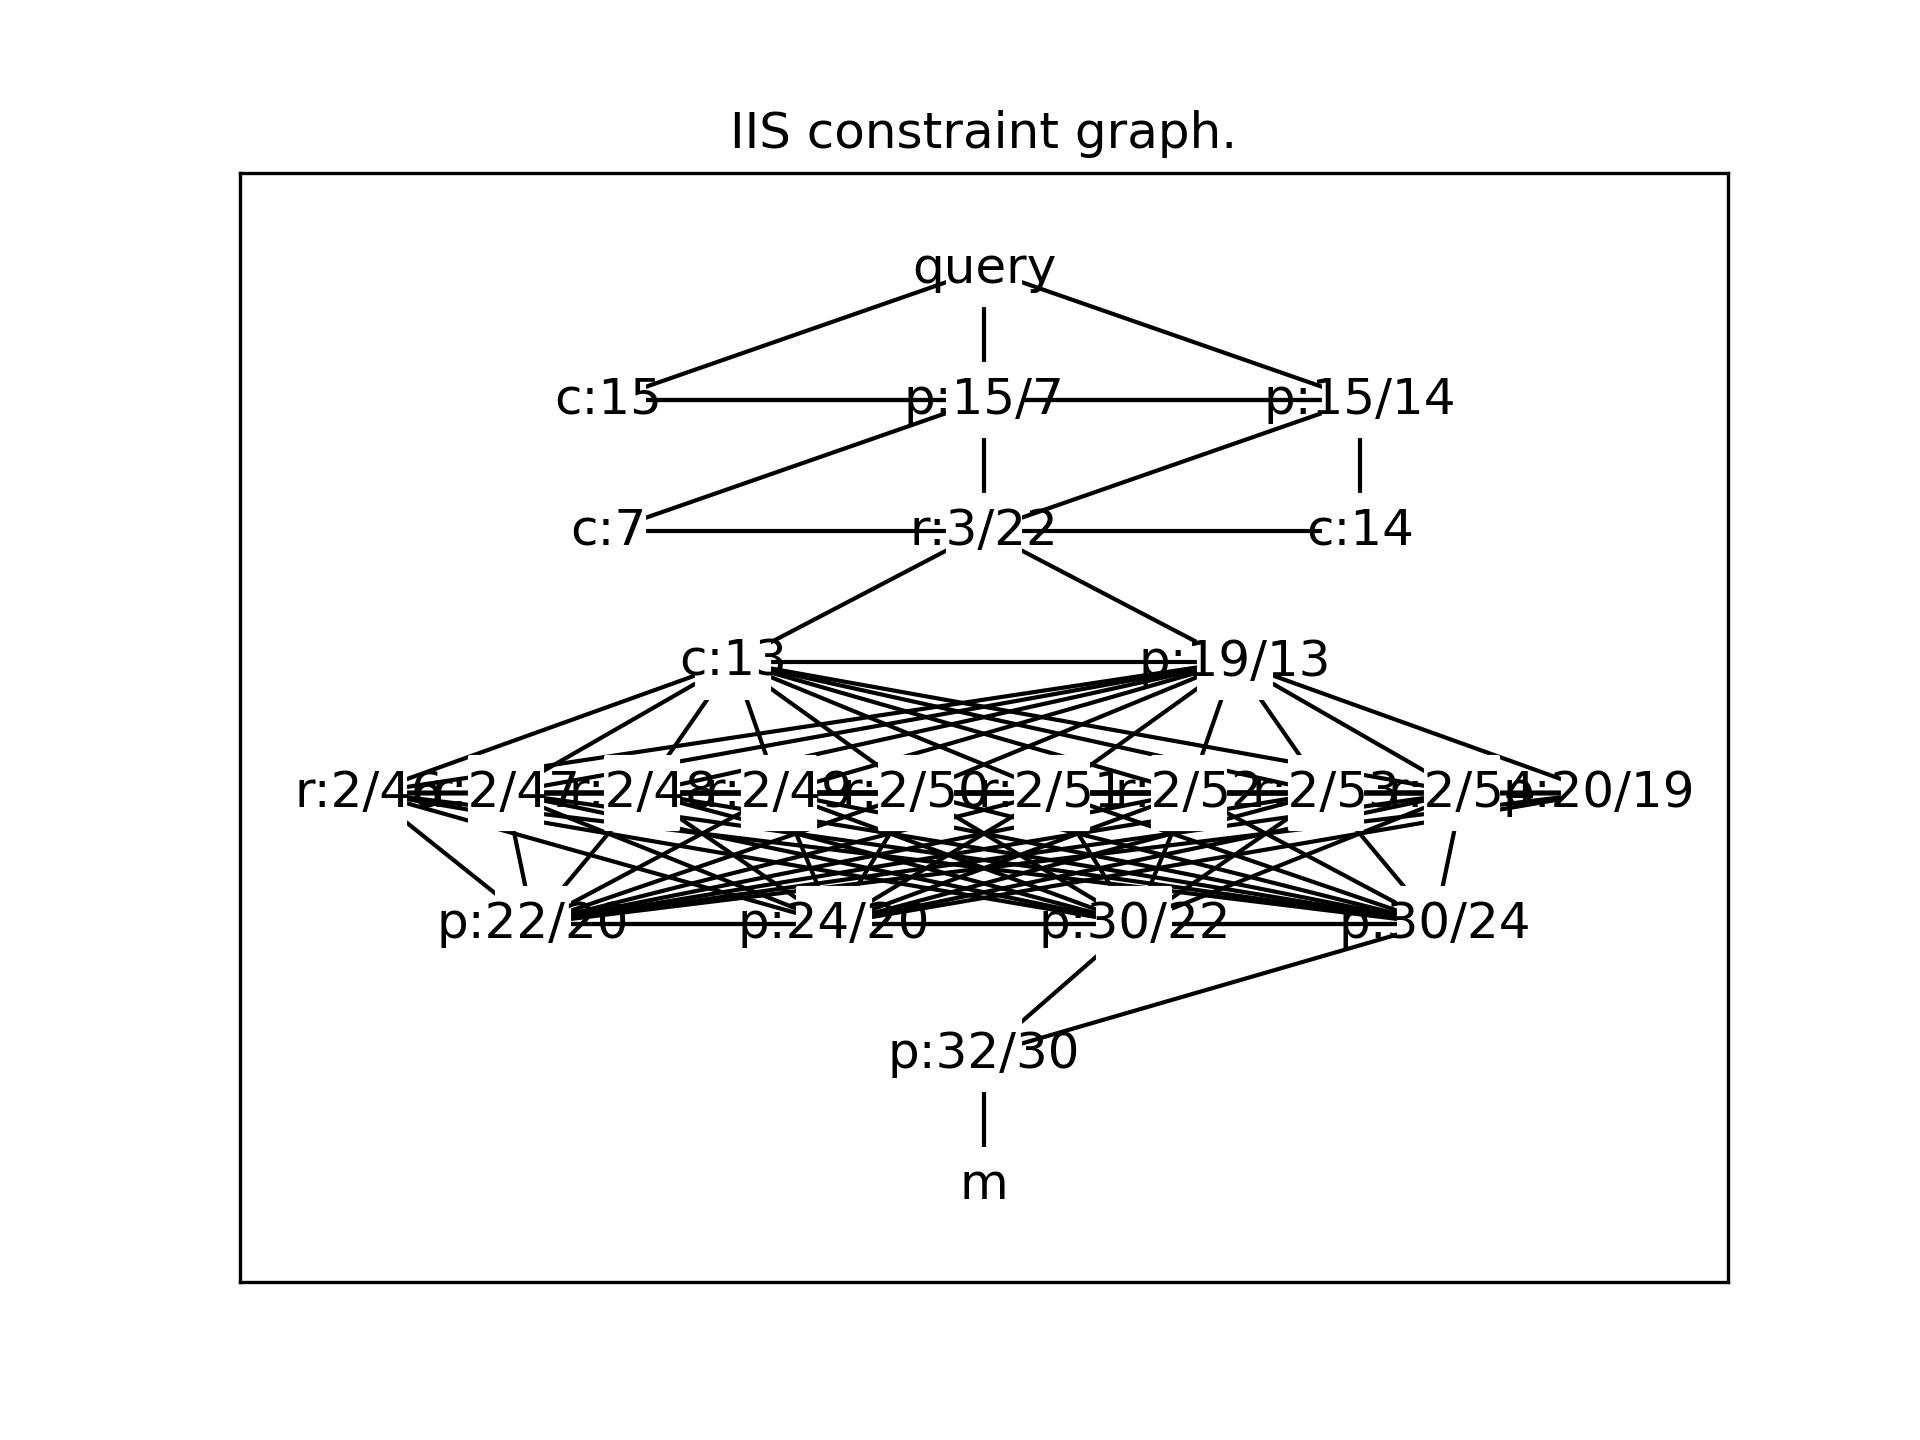 IIS constraint graph.
query
c:15 p:15/7 p:15/14
c:7 r:3/22 c:14
c:13 p:19/13
r:2/46 r:2/47 r:2/48 r:2/49 r:2/50 r:2/51 r:2/52 r:2/53 r:2/54 p:20/19
p:22/20 p:24/20 p:30/22 p:30/24
p:32/30
m